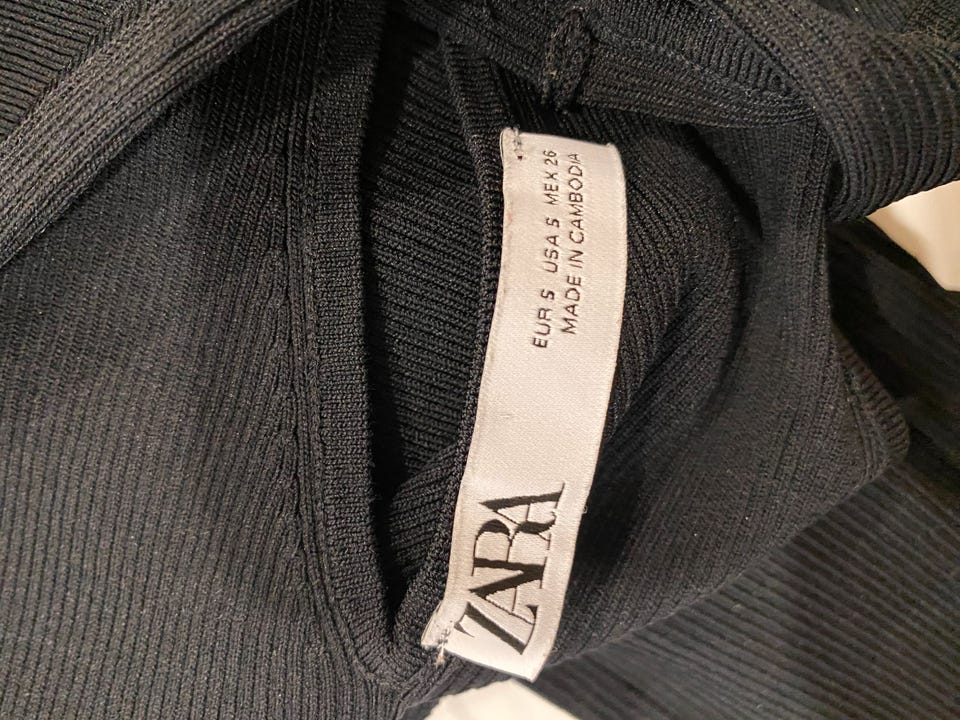 ZARA
EUR S USA S MEX 26
MADE IN CAMBODIA